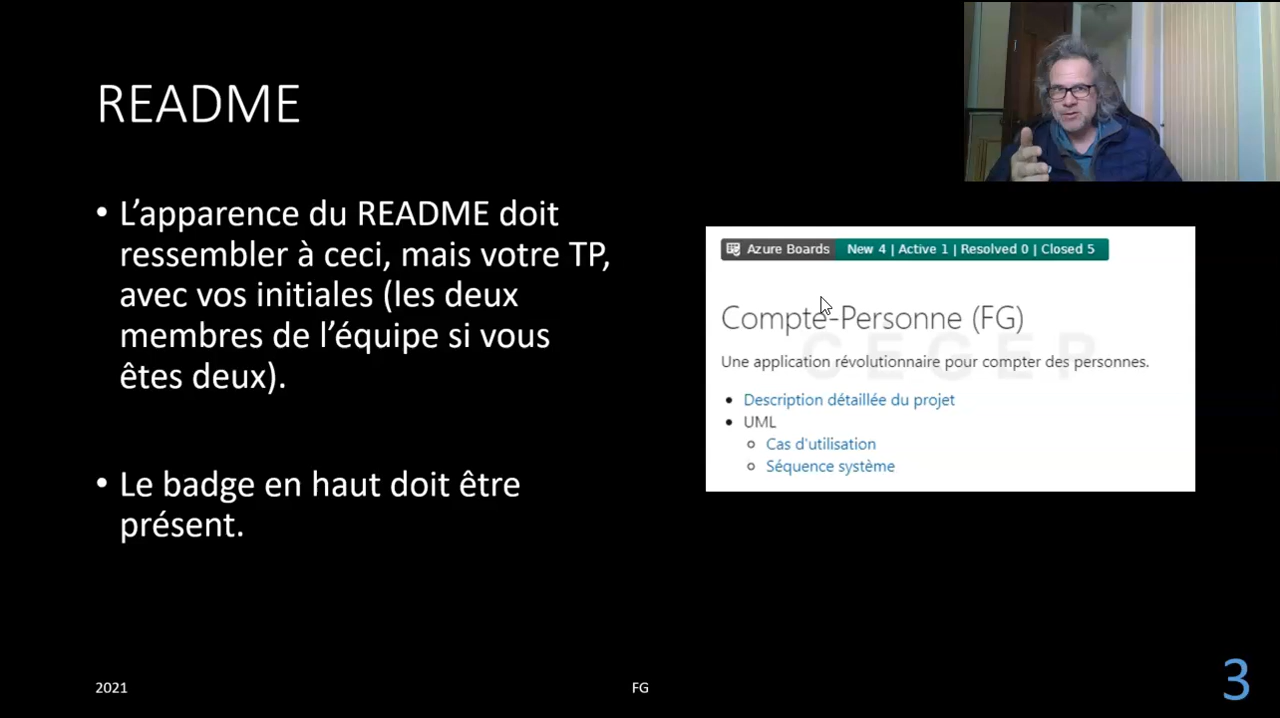 README
• L’apparence du README doit
ressembler à ceci, mais votre TP,
avec vos initiales (les deux
membres de l’équipe si vous
êtes deux).
• Le badge en haut doit être
présent.
Azure Boards New 4 | Active 1 | Resolved 0 | Closed 5
Compte-Personne (FG)
CEGEP
Une application révolutionnaire pour compter des personnes.
• Description détaillée du projet
• UML
○ Cas d'utilisation
○ Séquence système
2021
FG
3